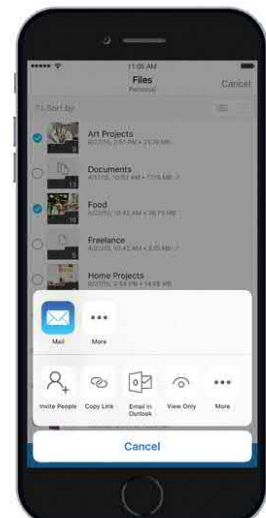 11:05 AM
Files
Personal
Cancel
Sort by
Art Projects
9
Documents
Food
Freelance
Home Projects
Mail
More
Invite People
Copy Link
Email in
Outlook
View Only
More
Cancel